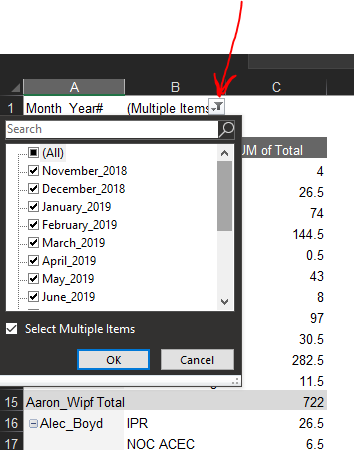 A B C
1 Month_Year# (Multiple Items
Search
UM of Total
(All)
November_2018 4
December_2018 26.5
January_2019 74
February_2019 144.5
March_2019 0.5
April_2019 43
May_2019 8
June_2019 97
30.5
Select Multiple Items 282.5
OK Cancel
11.5
15 Aaron_Wipf Total 722
16 Alec_Boyd IPR 26.5
17 NOC ACEC 6.5